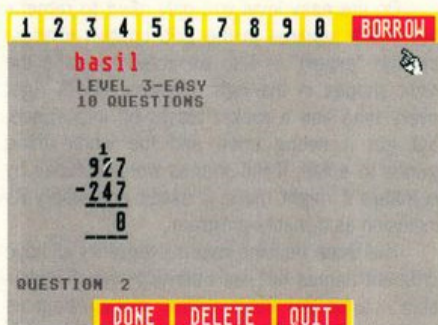 1 2 3 4 5 6 7 8 9 0 BORROW
basil
LEVEL 3-EASY
10 QUESTIONS
1
927
-247
0
QUESTION 2
DONE DELETE QUIT